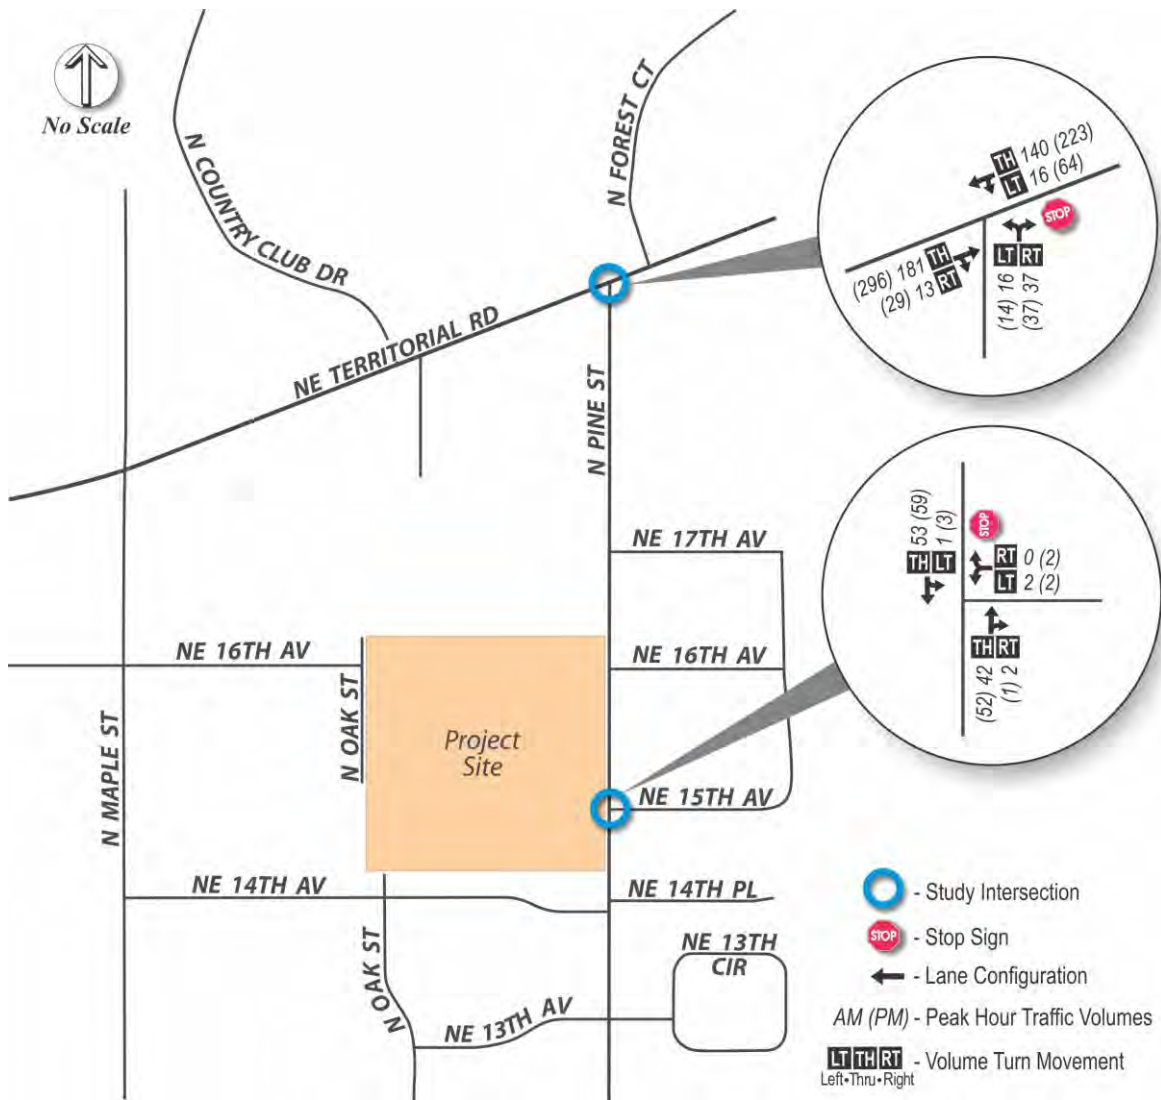 No Scale
N COUNTRY CLUB DR
N FOREST CT
NE TERRITORIAL RD
N PINE ST
TH 140 (223)
LT 16 (64)
STOP
(296) 181 TH
(29) 13 RT
LT RT
(14) 16
(37) 37
53 (59)
1 (3)
TH LT
STOP
RT 0 (2)
LT 2 (2)
TH RT
(52) 42
(1) 2
NE 17TH AV
NE 16TH AV
NE 16TH AV
N OAK ST
N MAPLE ST
Project
Site
NE 15TH AV
NE 14TH AV
NE 14TH PL
N OAK ST
NE 13TH AV
NE 13TH
CIR
- Study Intersection
STOP - Stop Sign
- Lane Configuration
AM (PM) - Peak Hour Traffic Volumes
LT TH RT - Volume Turn Movement
Left•Thru•Right